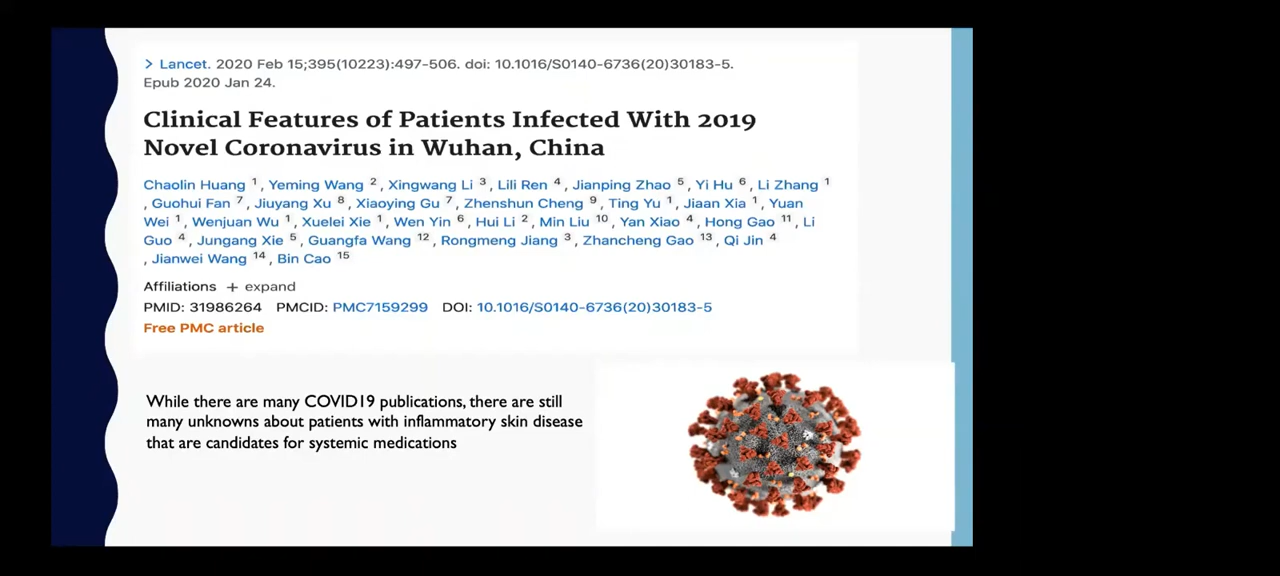 > Lancet. 2020 Feb 15;395(10223):497-506. doi: 10.1016/S0140-6736(20)30183-5.
Epub 2020 Jan 24.
Clinical Features of Patients Infected With 2019
Novel Coronavirus in Wuhan, China
Chaolin Huang 1, Yeming Wang 2, Xingwang Li 3, Lili Ren 4, Jianping Zhao 5, Yi Hu 6, Li Zhang 1
, Guohui Fan 7, Jiuyang Xu 8, Xiaoying Gu 7, Zhenshun Cheng 9, Ting Yu 1, Jiaan Xia 1, Yuan
Wei 1, Wenjuan Wu 1, Xuelei Xie 1, Wen Yin 6, Hui Li 2, Min Liu 10, Yan Xiao 4, Hong Gao 11, Li
Guo 4, Jungang Xie 5, Guangfa Wang 12, Rongmeng Jiang 3, Zhancheng Gao 13, Qi Jin 4
, Jianwei Wang 14, Bin Cao 15
Affiliations + expand
PMID: 31986264 PMCID: PMC7159299 DOI: 10.1016/S0140-6736(20)30183-5
Free PMC article
While there are many COVID19 publications, there are still
many unknowns about patients with inflammatory skin disease
that are candidates for systemic medications